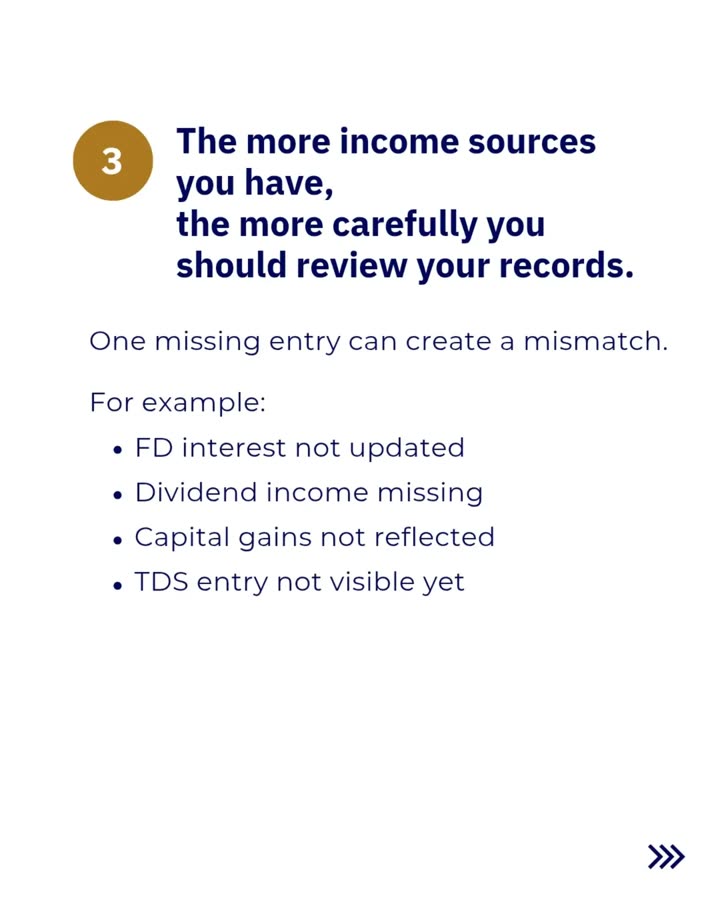 3
The more income sources
you have,
the more carefully you
should review your records.
One missing entry can create a mismatch.
For example:
• FD interest not updated
• Dividend income missing
• Capital gains not reflected
• TDS entry not visible yet